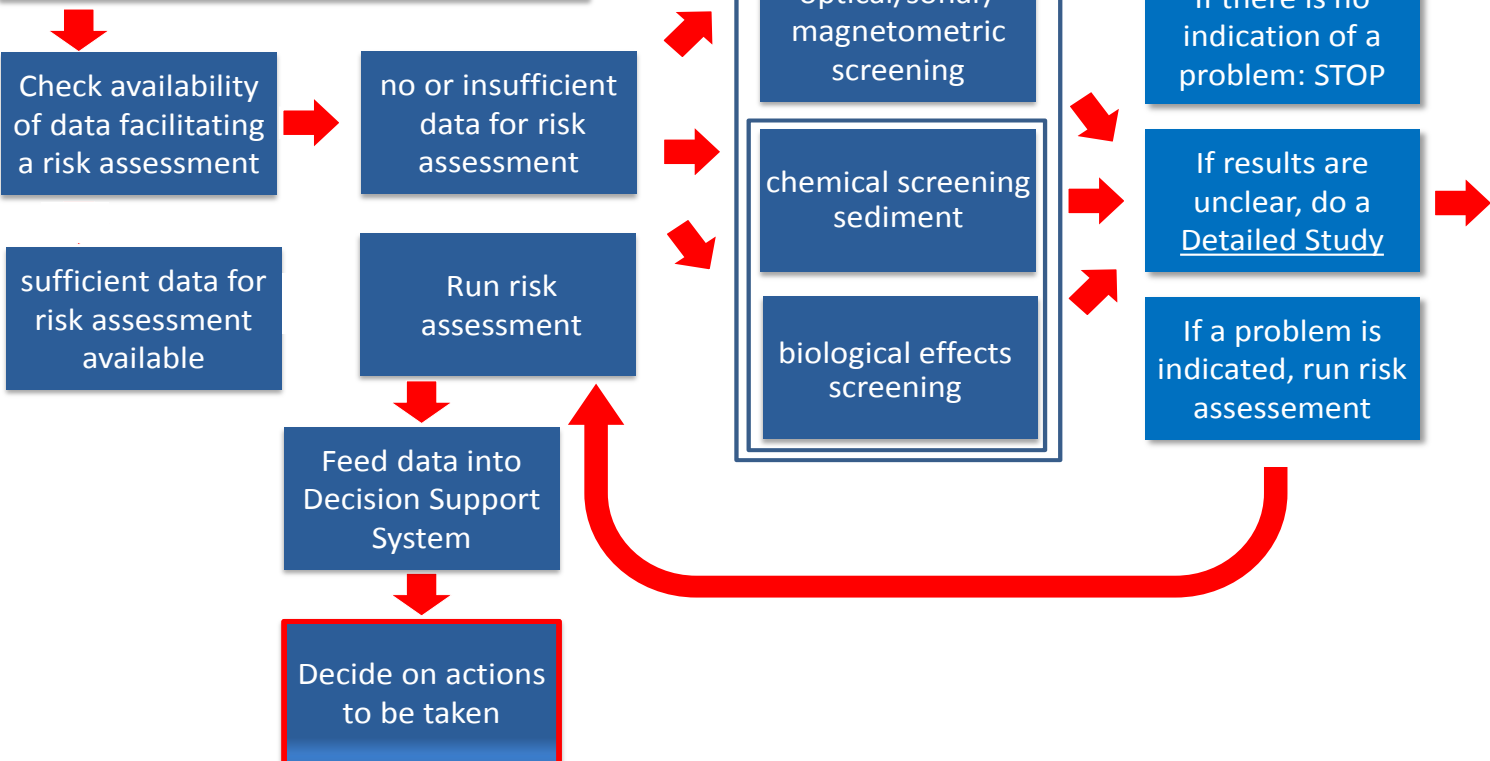 Check availability
of data facilitating
a risk assessment
no or insufficient
data for risk
assessment
optical/sonar/
magnetometric
screening
If there is no
indication of a
problem: STOP
chemical screening
sediment
If results are
unclear, do a
Detailed Study
sufficient data for
risk assessment
available
Run risk
assessment
biological effects
screening
If a problem is
indicated, run risk
assessement
Feed data into
Decision Support
System
Decide on actions
to be taken